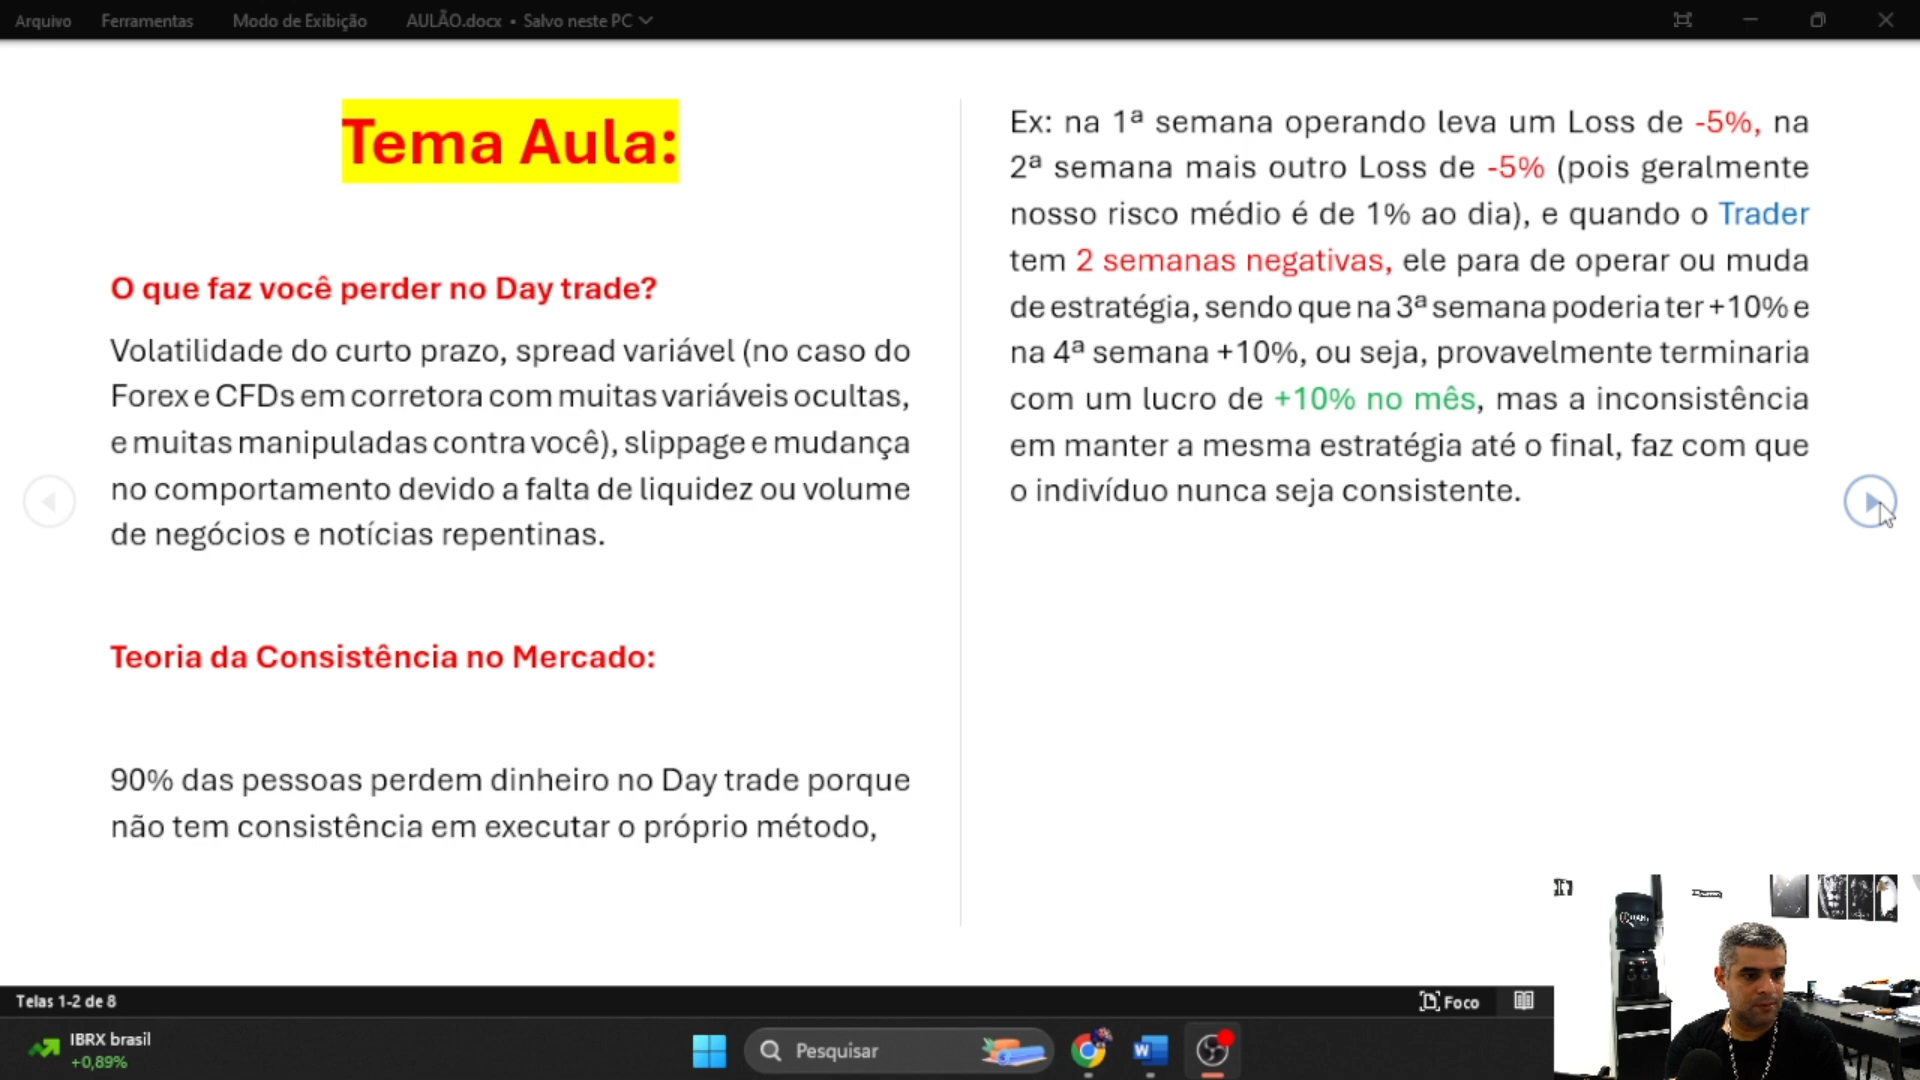 Arquivo Ferramentas Modo de Exibição AULÃO.docx • Salvo neste PC
Tema Aula:
O que faz você perder no Day trade?
Volatilidade do curto prazo, spread variável (no caso do
Forex e CFDs em corretora com muitas variáveis ocultas,
e muitas manipuladas contra você), slippage e mudança
no comportamento devido a falta de liquidez ou volume
de negócios e notícias repentinas.
Teoria da Consistência no Mercado:
90% das pessoas perdem dinheiro no Day trade porque
não tem consistência em executar o próprio método,
Ex: na 1ª semana operando leva um Loss de -5%, na
2ª semana mais outro Loss de -5% (pois geralmente
nosso risco médio é de 1% ao dia), e quando o Trader
tem 2 semanas negativas, ele para de operar ou muda
de estratégia, sendo que na 3ª semana poderia ter +10% e
na 4ª semana +10%, ou seja, provavelmente terminaria
com um lucro de +10% no mês, mas a inconsistência
em manter a mesma estratégia até o final, faz com que
o indivíduo nunca seja consistente.
Telas 1-2 de 8
Foco
IBRX brasil
+0,89%
Pesquisar